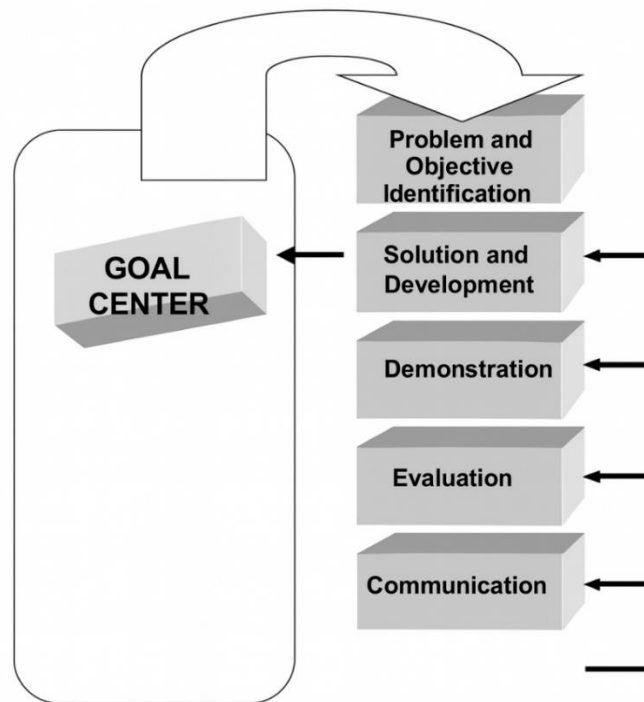 Problem and
Objective
Identification
GOAL
CENTER
Solution and
Development
Demonstration
Evaluation
Communication